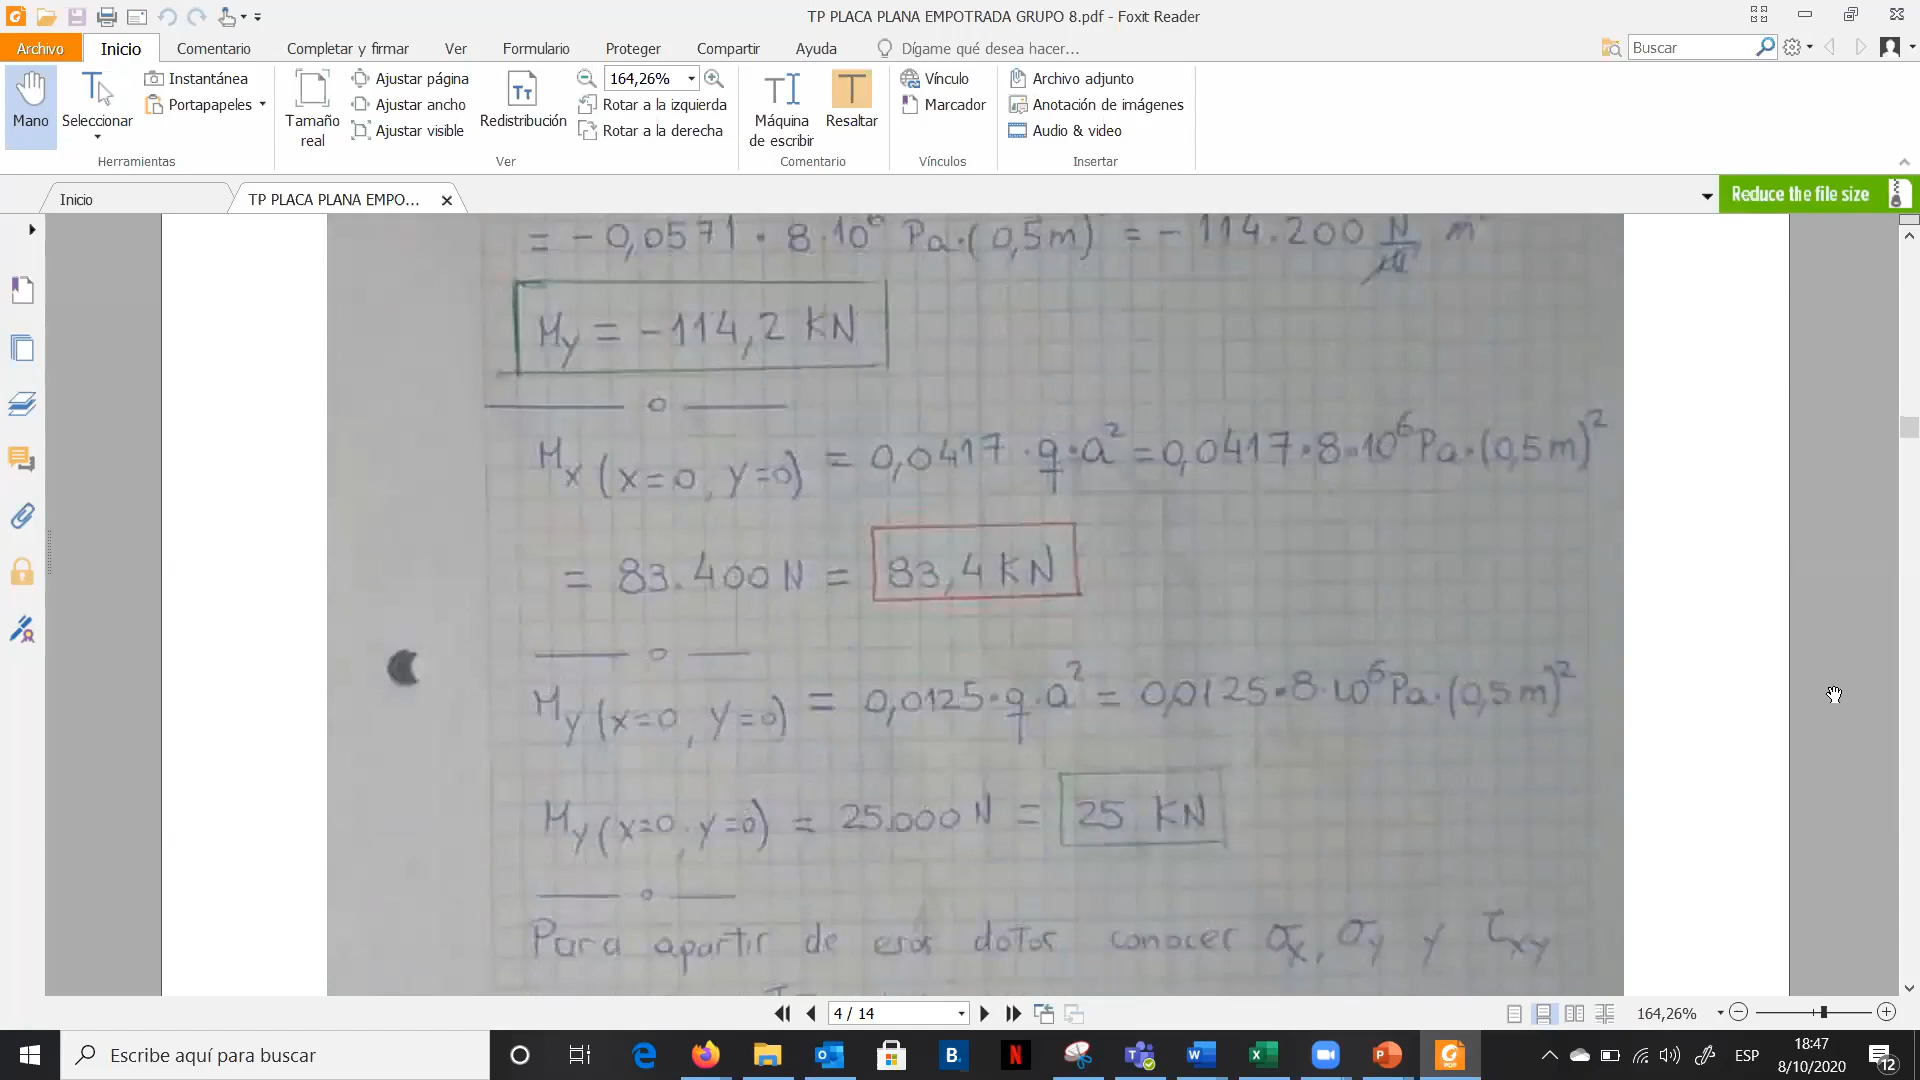 TP PLACA PLANA EMPOTRADA GRUPO 8.pdf - Foxit Reader
Archivo Inicio Comentario Completar y firmar Ver Formulario Proteger Compartir Ayuda Dígame qué desea hacer... Buscar
Mano
Seleccionar
Instantánea
Portapapeles
Herramientas
Tamaño real
Ajustar página
Ajustar ancho
Ajustar visible
Redistribución
164,26%
Rotar a la izquierda
Rotar a la derecha
Ver
Máquina de escribir
Resaltar
Comentario
Vínculo
Marcador
Vínculos
Archivo adjunto
Anotación de imágenes
Audio & video
Insertar
Inicio TP PLACA PLANA EMPO... Reduce the file size
= - 0,0571 · 8.10⁶ Pa·(0,5m) = - 114.200 N/m m
My = -114,2 KN
Mx (x=0, y=0) = 0,0417 · q · a² = 0,0417 · 8·10⁶ Pa · (0,5m)²
= 83.400 N = 83,4 KN
My (x=0, y=0) = 0,0125 · q · a² = 0,0125 · 8·10⁶ Pa · (0,5m)²
My (x=0, y=0) = 25.000 N = 25 KN
Para apartir de esos datos conocer σx, σy y τxy
4 / 14 164,26%
Escribe aquí para buscar
ESP
18:47
8/10/2020
12